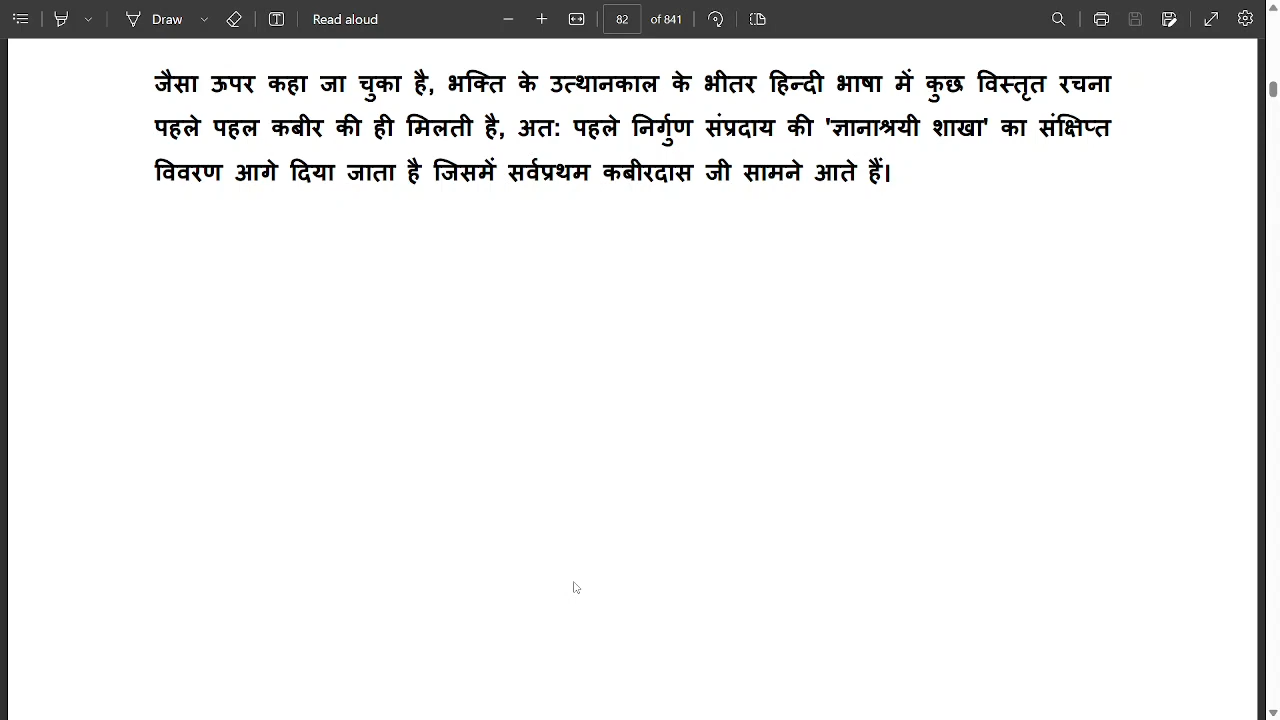 Draw
Read aloud
82 of 841
जैसा ऊपर कहा जा चुका है, भक्ति के उत्थानकाल के भीतर हिन्दी भाषा में कुछ विस्तृत रचना
पहले पहल कबीर की ही मिलती है, अत: पहले निर्गुण संप्रदाय की 'ज्ञानाश्रयी शाखा' का संक्षिप्त
विवरण आगे दिया जाता है जिसमें सर्वप्रथम कबीरदास जी सामने आते हैं।